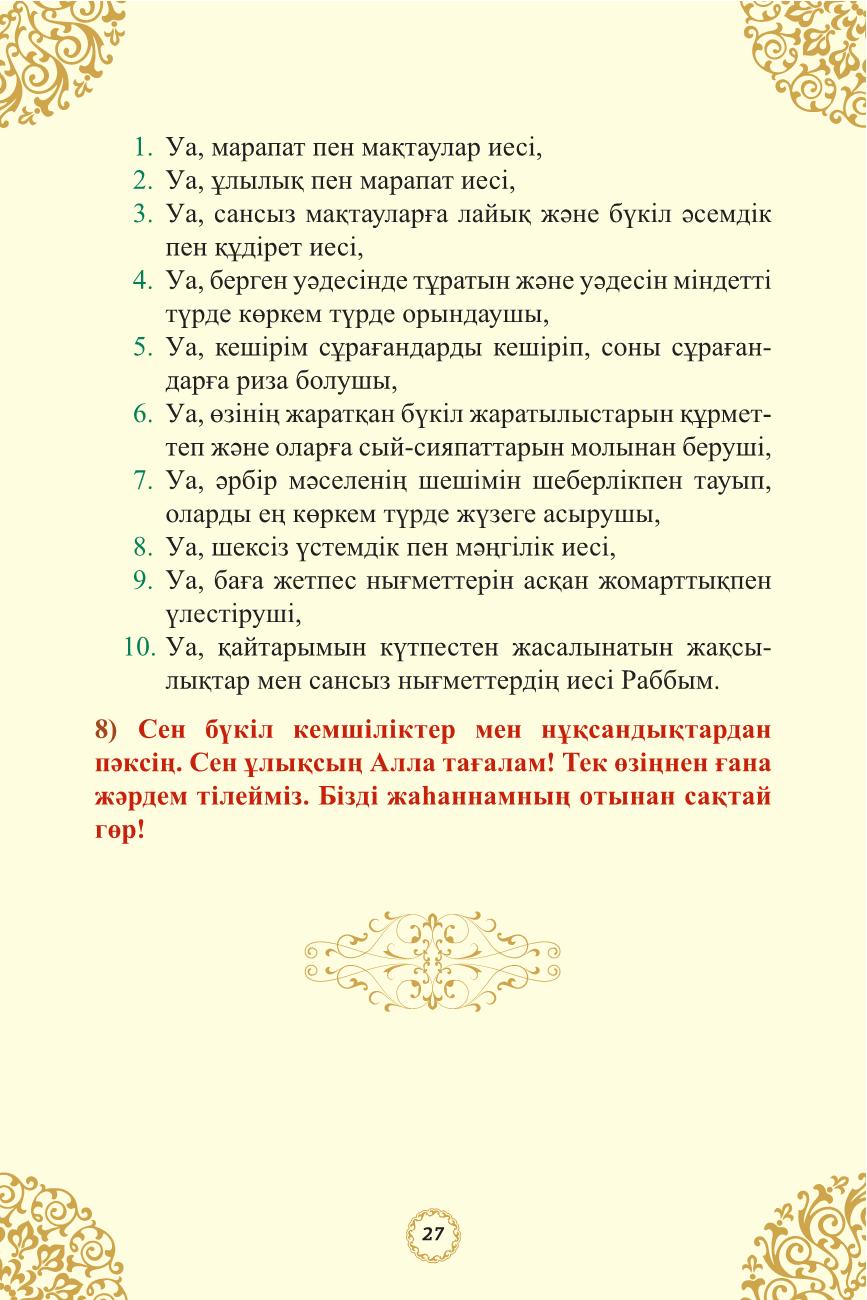 1. Уа, марапат пен мақтаулар иесі,
2. Уа, ұлылық пен марапат иесі,
3. Уа, сансыз мақтауларға лайық және бүкіл әсемдік
пен құдірет иесі,
4. Уа, берген уәдесінде тұратын және уәдесін міндетті
түрде көркем түрде орындаушы,
5. Уа, кешірім сұрағандарды кешіріп, соны сұраған-
дарға риза болушы,
6. Уа, өзінің жаратқан бүкіл жаратылыстарын құрмет-
теп және оларға сый-сияпаттарын молынан беруші,
7. Уа, әрбір мәселенің шешімін шеберлікпен тауып,
оларды ең көркем түрде жүзеге асырушы,
8. Уа, шексіз үстемдік пен мәңгілік иесі,
9. Уа, баға жетпес нығметтерін асқан жомарттықпен
үлестіруші,
10. Уа, қайтарымын күтпестен жасалынатын жақсы-
лықтар мен сансыз нығметтердің иесі Раббым.
8) Сен бүкіл кемшіліктер мен нұқсандықтардан
пәксің. Сен ұлықсың Алла тағалам! Тек өзіңнен ғана
жәрдем тілейміз. Бізді жаһаннамның отынан сақтай
гөр!
27